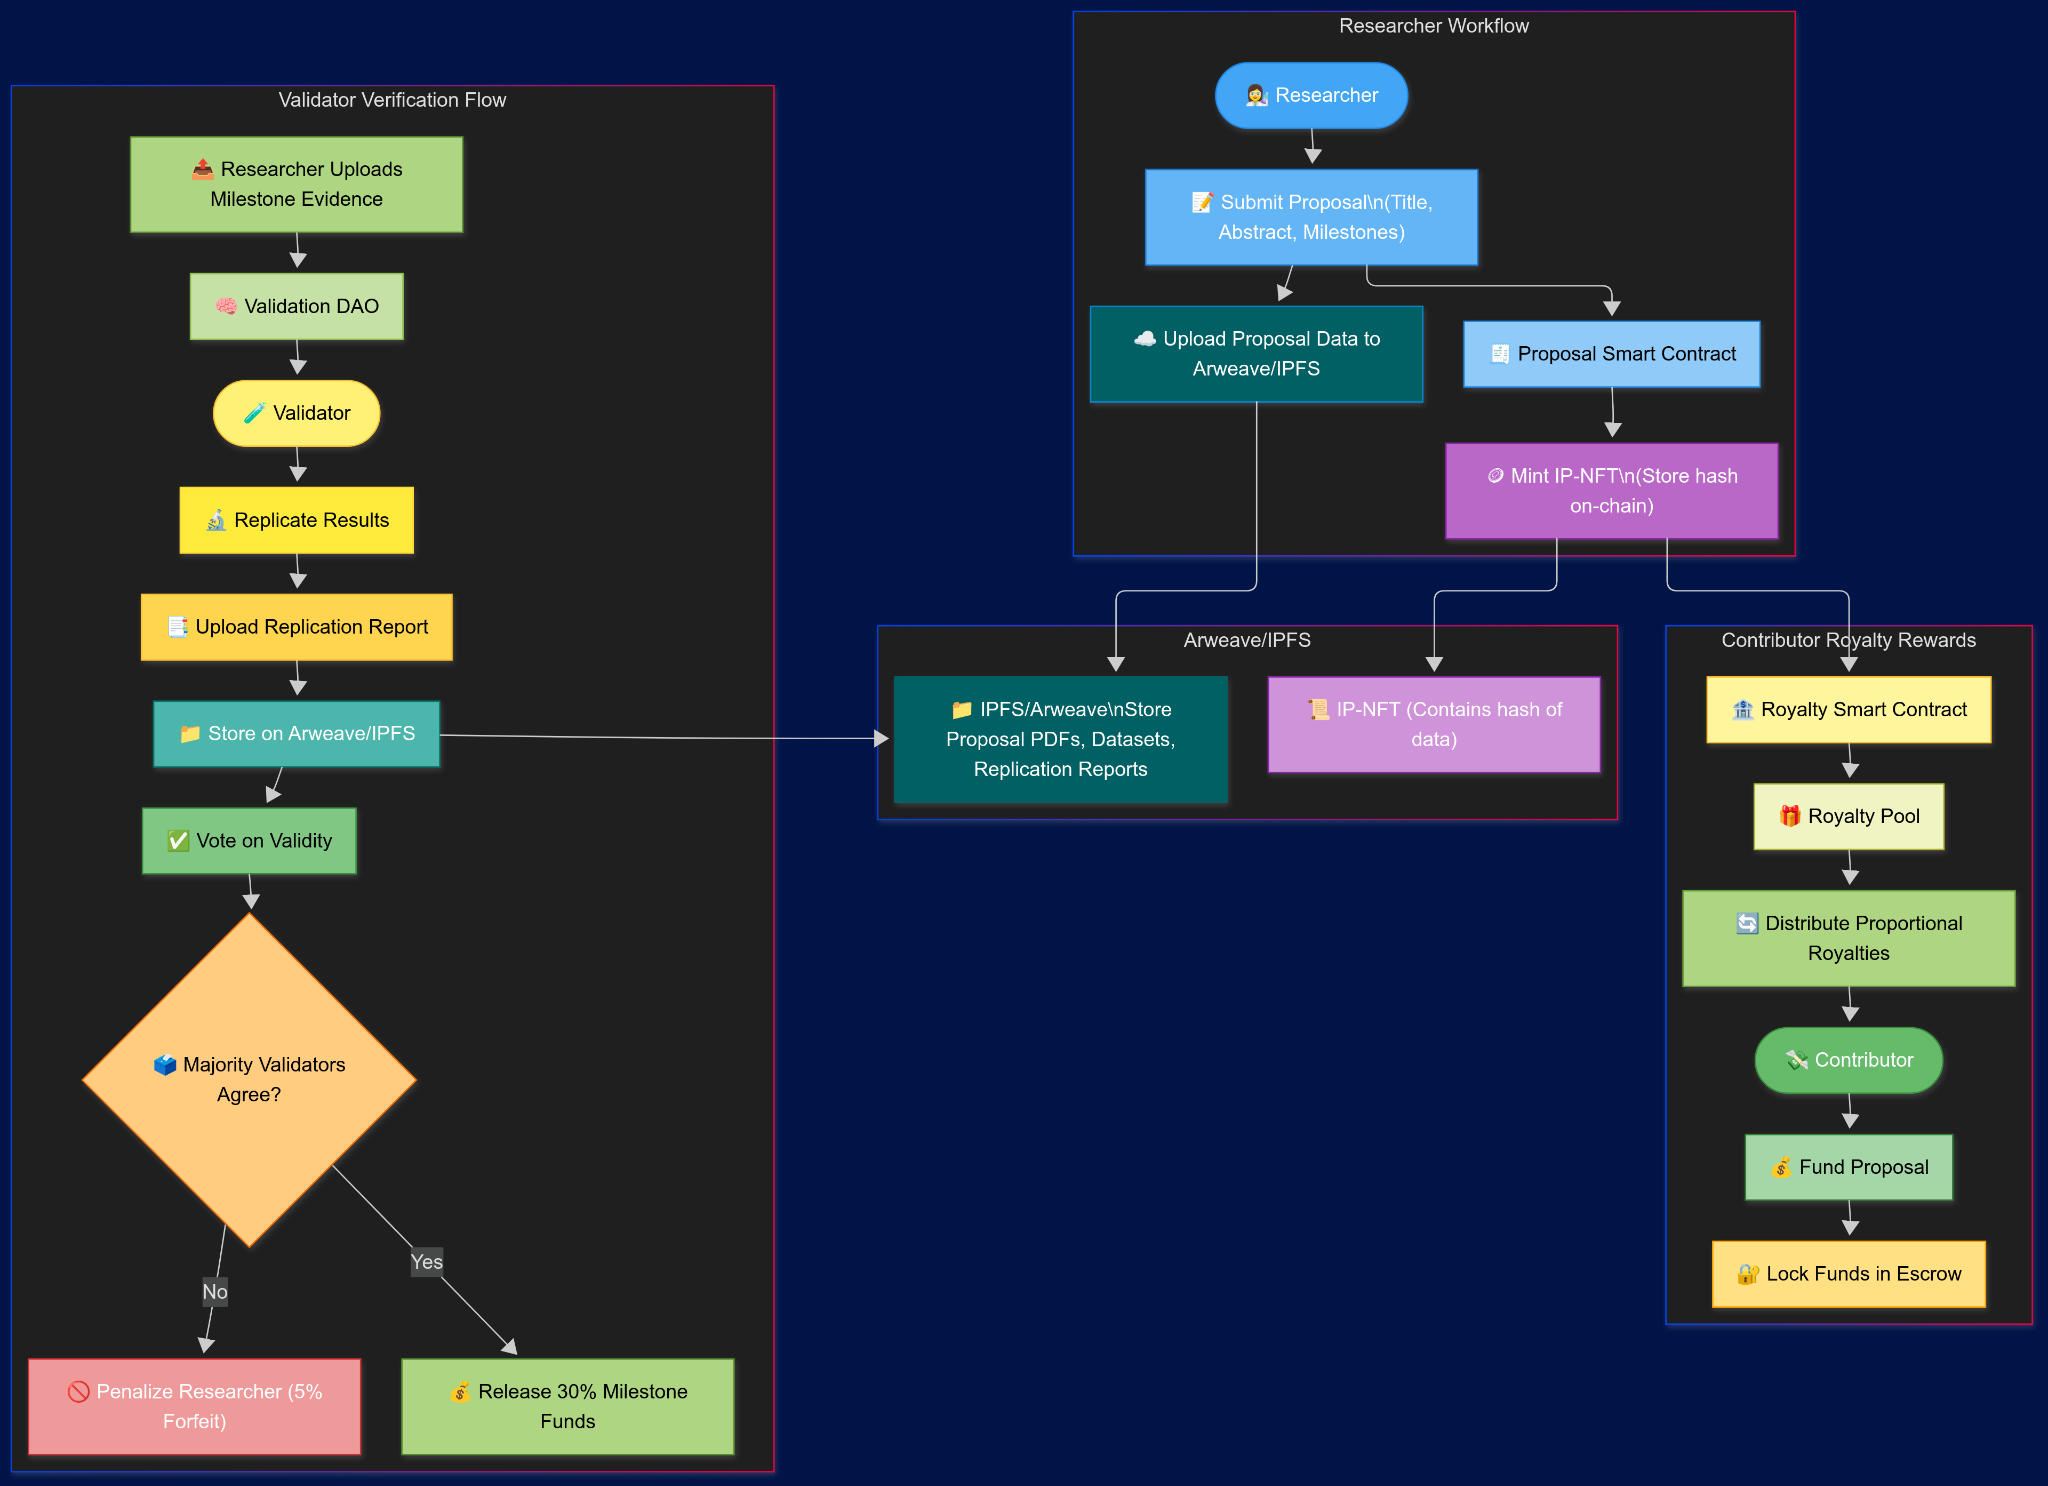 Validator Verification Flow
📤 Researcher Uploads
Milestone Evidence
🧠 Validation DAO
🧪 Validator
🔬 Replicate Results
📑 Upload Replication Report
📁 Store on Arweave/IPFS
✅ Vote on Validity
🗳️ Majority Validators
Agree?
No
Yes
🚫 Penalize Researcher (5%
Forfeit)
💰 Release 30% Milestone
Funds
Researcher Workflow
👩‍🔬 Researcher
📝 Submit Proposal\n(Title,
Abstract, Milestones)
☁️ Upload Proposal Data to
Arweave/IPFS
🧾 Proposal Smart Contract
🪙 Mint IP-NFT\n(Store hash
on-chain)
Arweave/IPFS
📁 IPFS/Arweave\nStore
Proposal PDFs, Datasets,
Replication Reports
📜 IP-NFT (Contains hash of
data)
Contributor Royalty Rewards
🏦 Royalty Smart Contract
🎁 Royalty Pool
🔄 Distribute Proportional
Royalties
💸 Contributor
💰 Fund Proposal
🔐 Lock Funds in Escrow